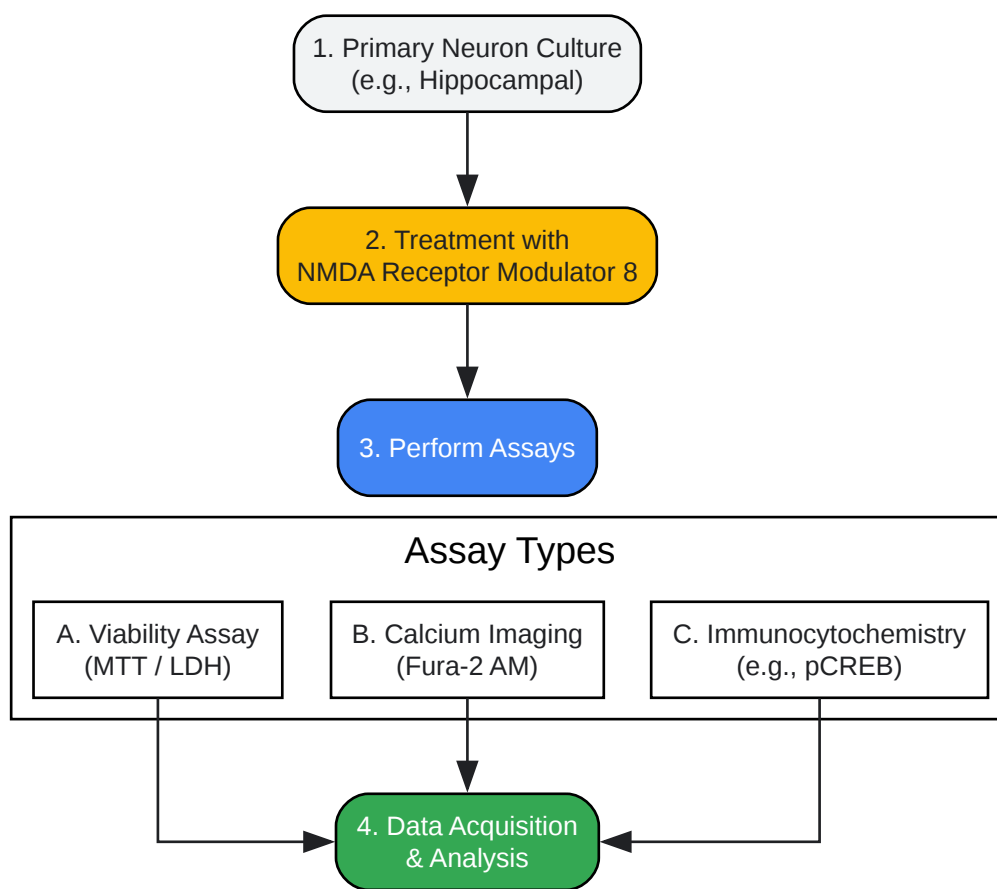 1. Primary Neuron Culture
(e.g., Hippocampal)
2. Treatment with
NMDA Receptor Modulator 8
3. Perform Assays
Assay Types
A. Viability Assay
(MTT / LDH)
B. Calcium Imaging
(Fura-2 AM)
C. Immunocytochemistry
(e.g., pCREB)
4. Data Acquisition
& Analysis